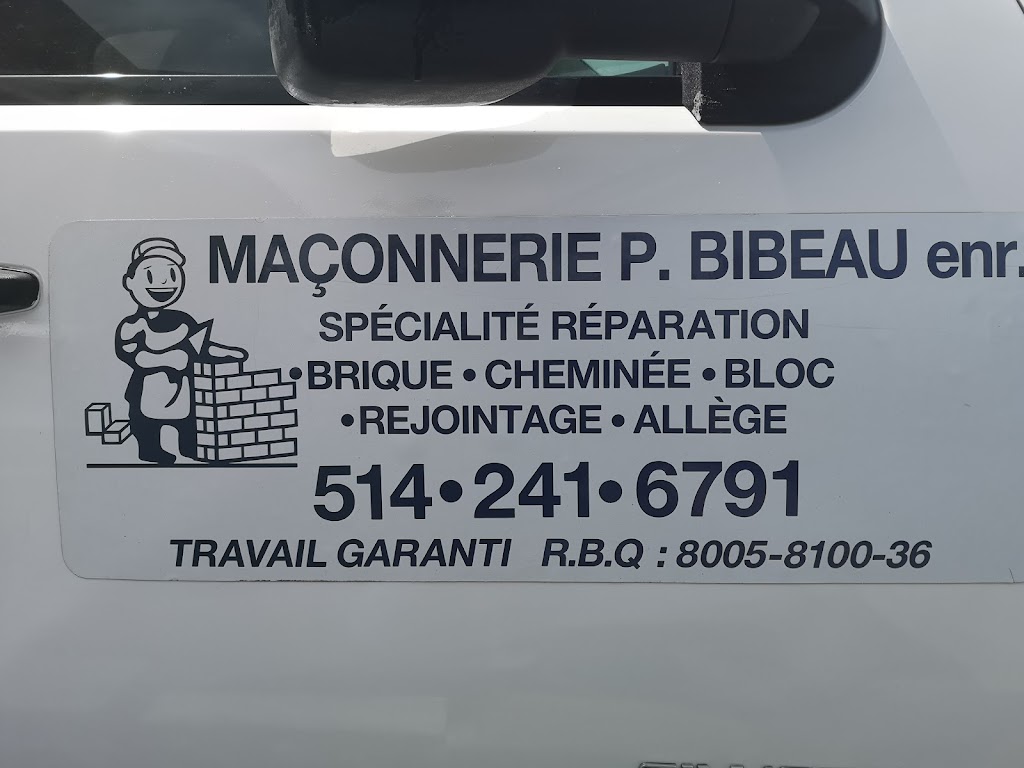 MAÇONNERIE P. BIBEAU enr.
SPÉCIALITÉ RÉPARATION
•BRIQUE • CHEMINÉE • BLOC
•REJOINTAGE • ALLÈGE
514•241•6791
TRAVAIL GARANTI R.B.Q : 8005-8100-36